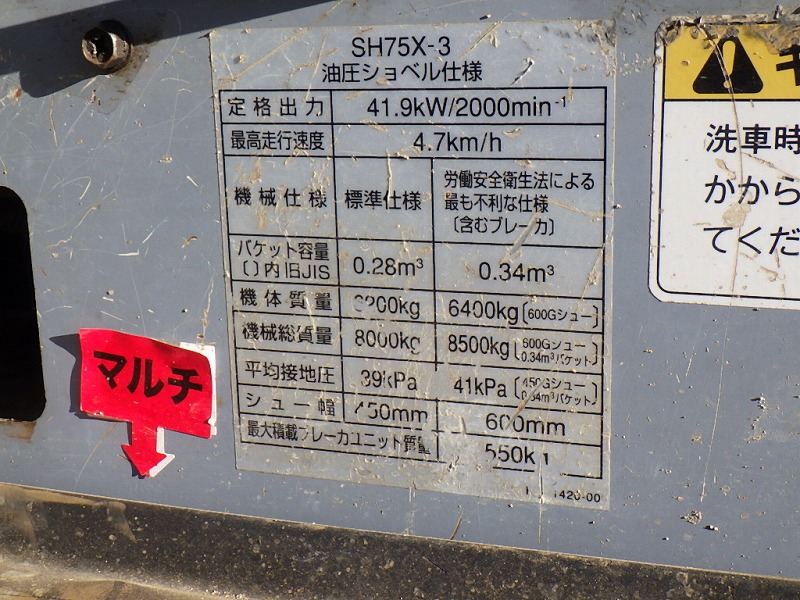 SH75X-3
油圧ショベル仕様
定格出力 41.9kW/2000min⁻¹
最高走行速度 4.7km/h
機械仕様 標準仕様 労働安全衛生法による
最も不利な仕様
〔含むブレーカ〕
バケット容量
〔〕内旧JIS 0.28m³ 0.34m³
機体質量 6200kg 6400kg〔600Gシュー〕
機械総質量 8000kg 8500kg〔600Gシュー
0.34m³バケット〕
平均接地圧 39kPa 41kPa〔450Gシュー
0.34m³バケット〕
シュー幅 450mm 600mm
最大積載ブレーカユニット質量 550kg
1420-00
マルチ
洗車時
かから
てくだ